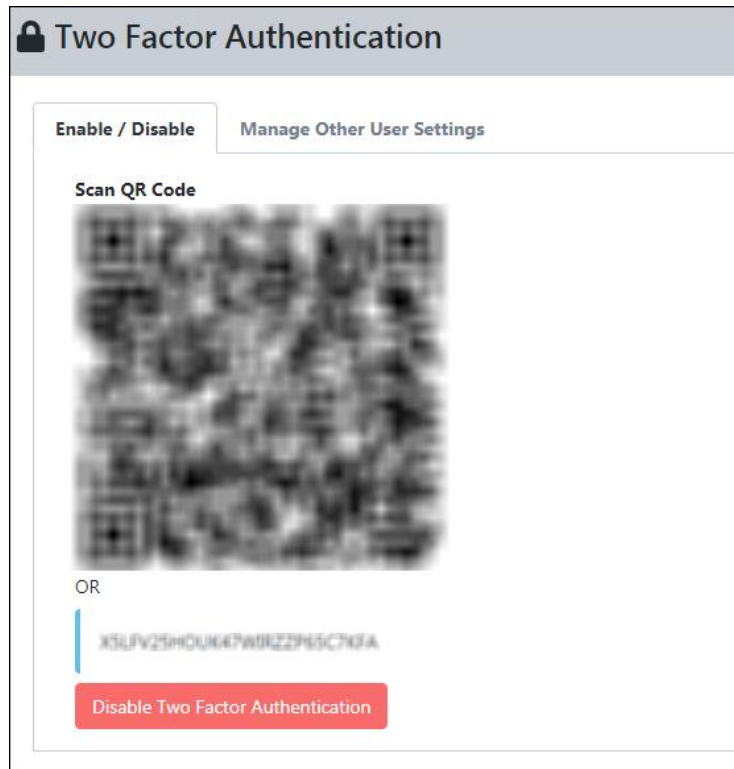 Two Factor Authentication
Enable / Disable Manage Other User Settings
Scan QR Code
OR
Disable Two Factor Authentication